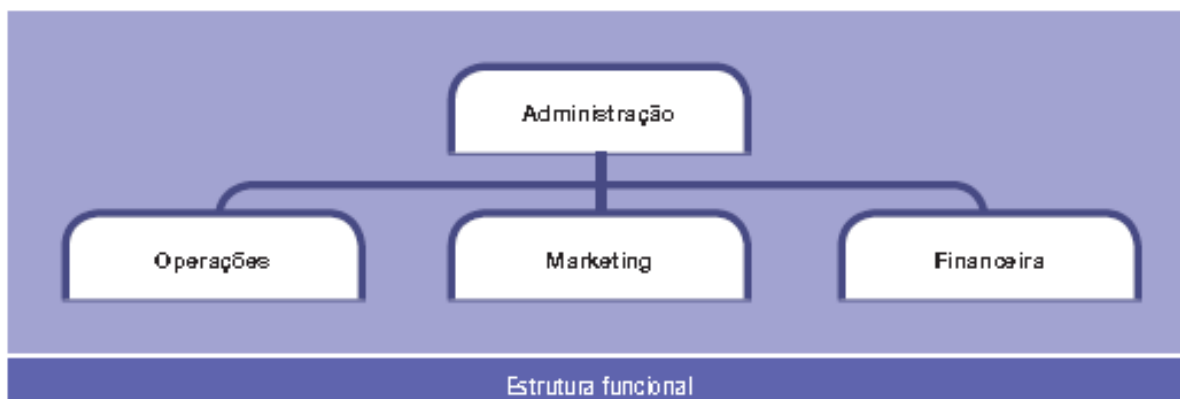 Administração
Operações
Marketing
Financeira
Estrutura funcional